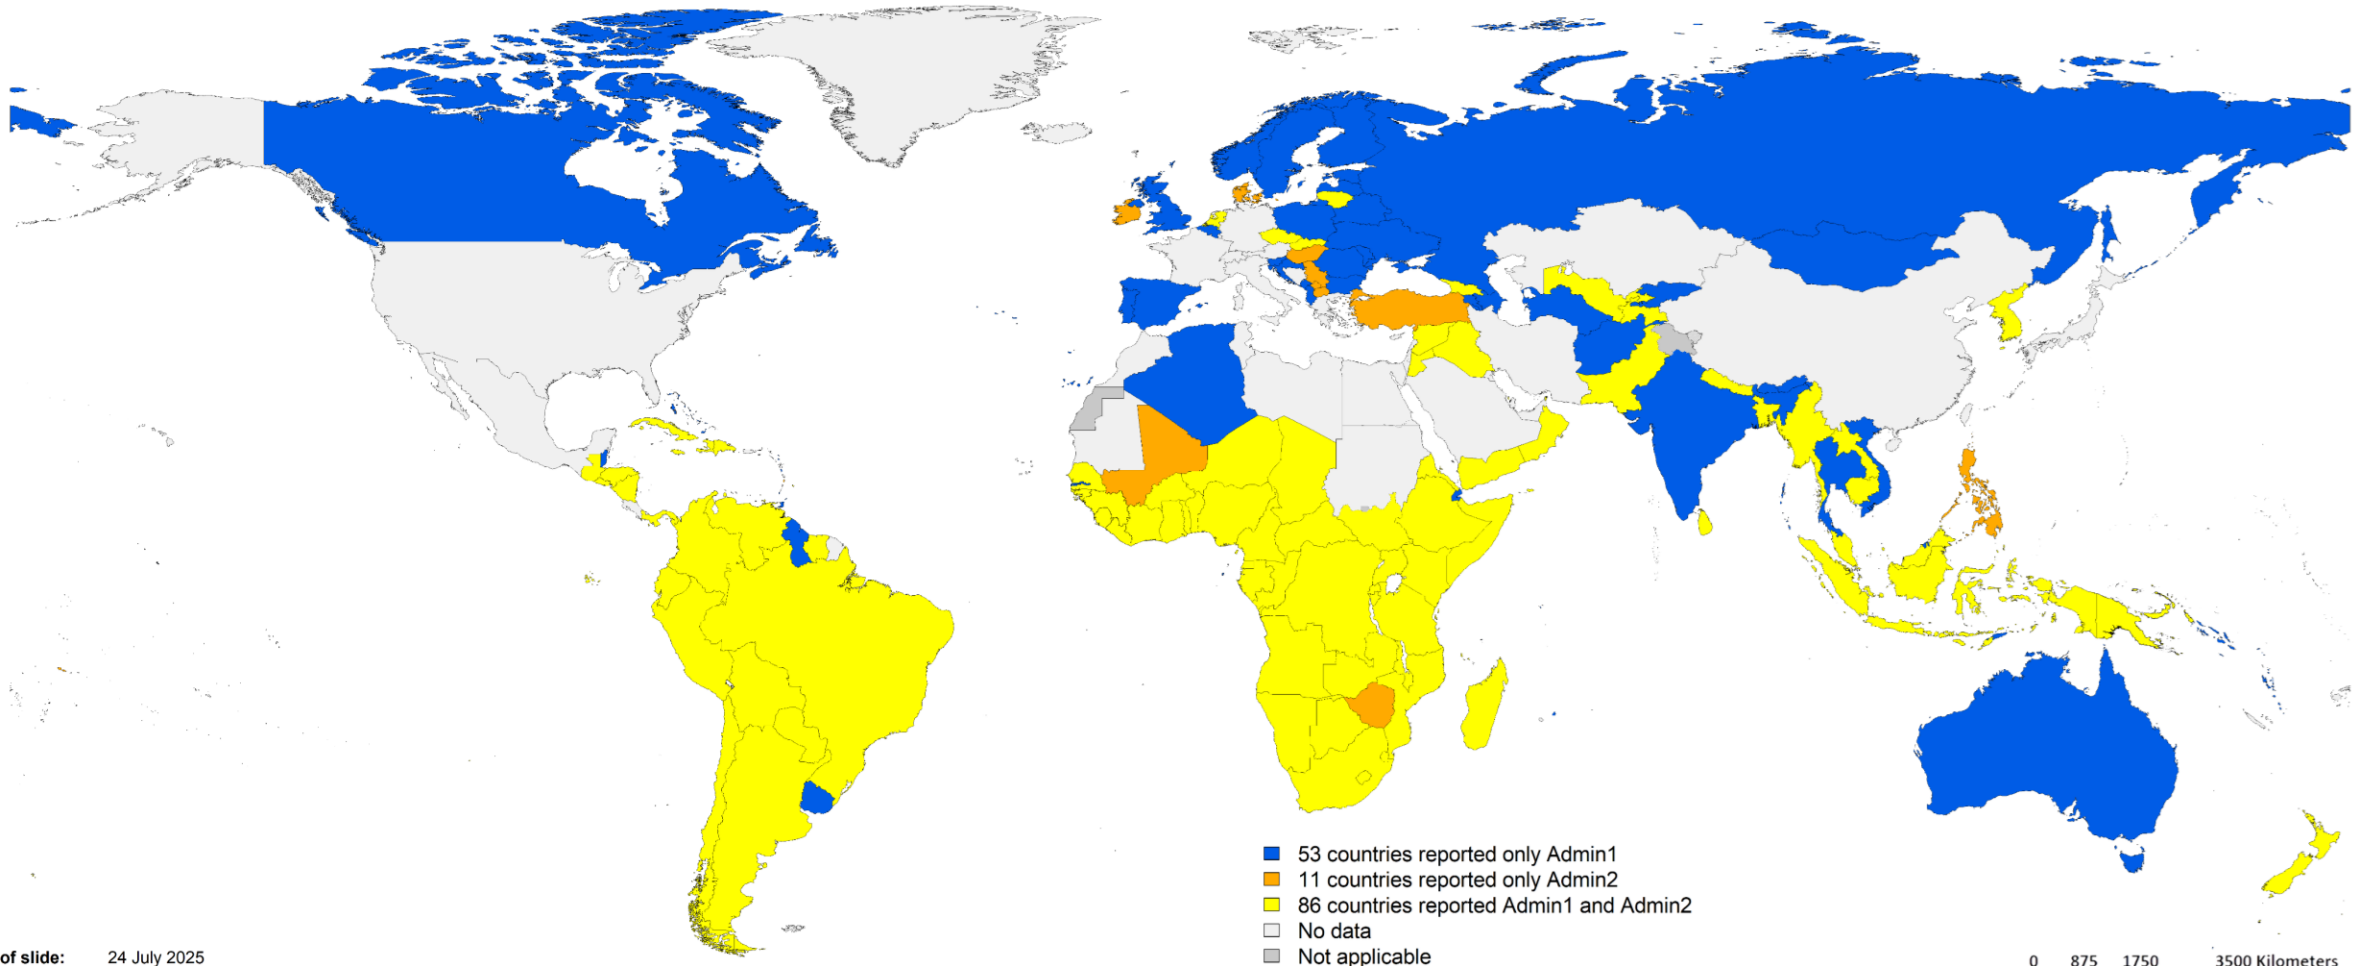 53 countries reported only Admin1
11 countries reported only Admin2
86 countries reported Admin1 and Admin2
No data
Not applicable
of slide: 24 July 2025
0 875 1750 3500 Kilometers